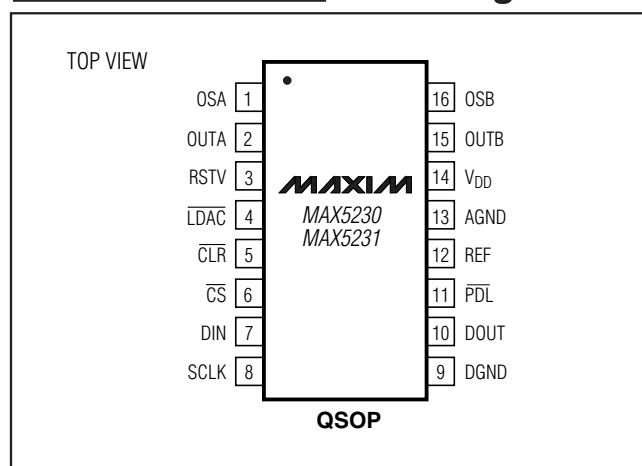 TOP VIEW
OSA 1
OUTA 2
RSTV 3
LDAC 4
CLR 5
CS 6
DIN 7
SCLK 8
MAXIM
MAX5230
MAX5231
16 OSB
15 OUTB
14 VDD
13 AGND
12 REF
11 PDL
10 DOUT
9 DGND
QSOP